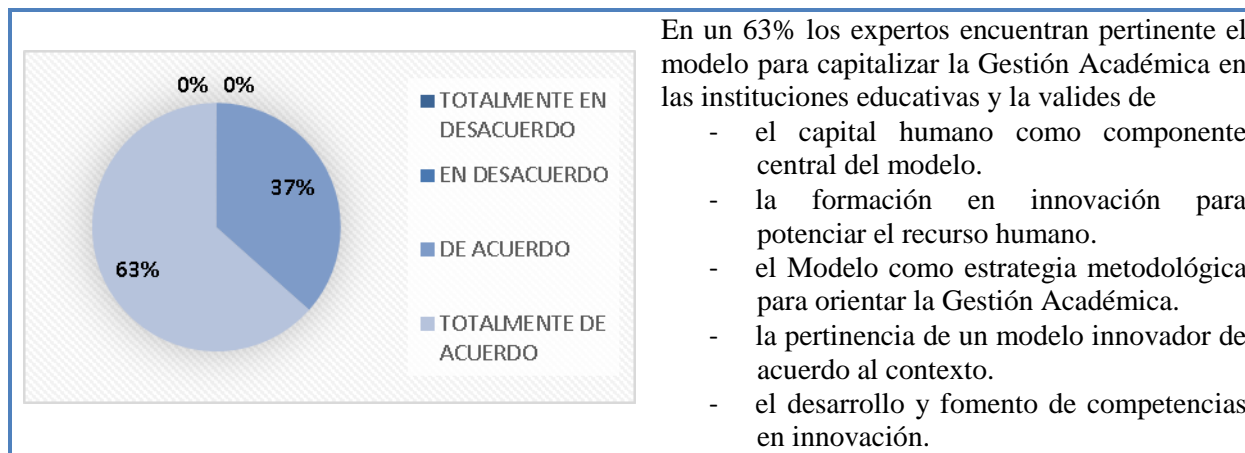 0% 0%
37%
63%
TOTALMENTE EN
DESACUERDO
EN DESACUERDO
DE ACUERDO
TOTALMENTE DE
ACUERDO
En un 63% los expertos encuentran pertinente el
modelo para capitalizar la Gestión Académica en
las instituciones educativas y la valides de
- el capital humano como componente
central del modelo.
- la formación en innovación para
potenciar el recurso humano.
- el Modelo como estrategia metodológica
para orientar la Gestión Académica.
- la pertinencia de un modelo innovador de
acuerdo al contexto.
- el desarrollo y fomento de competencias
en innovación.